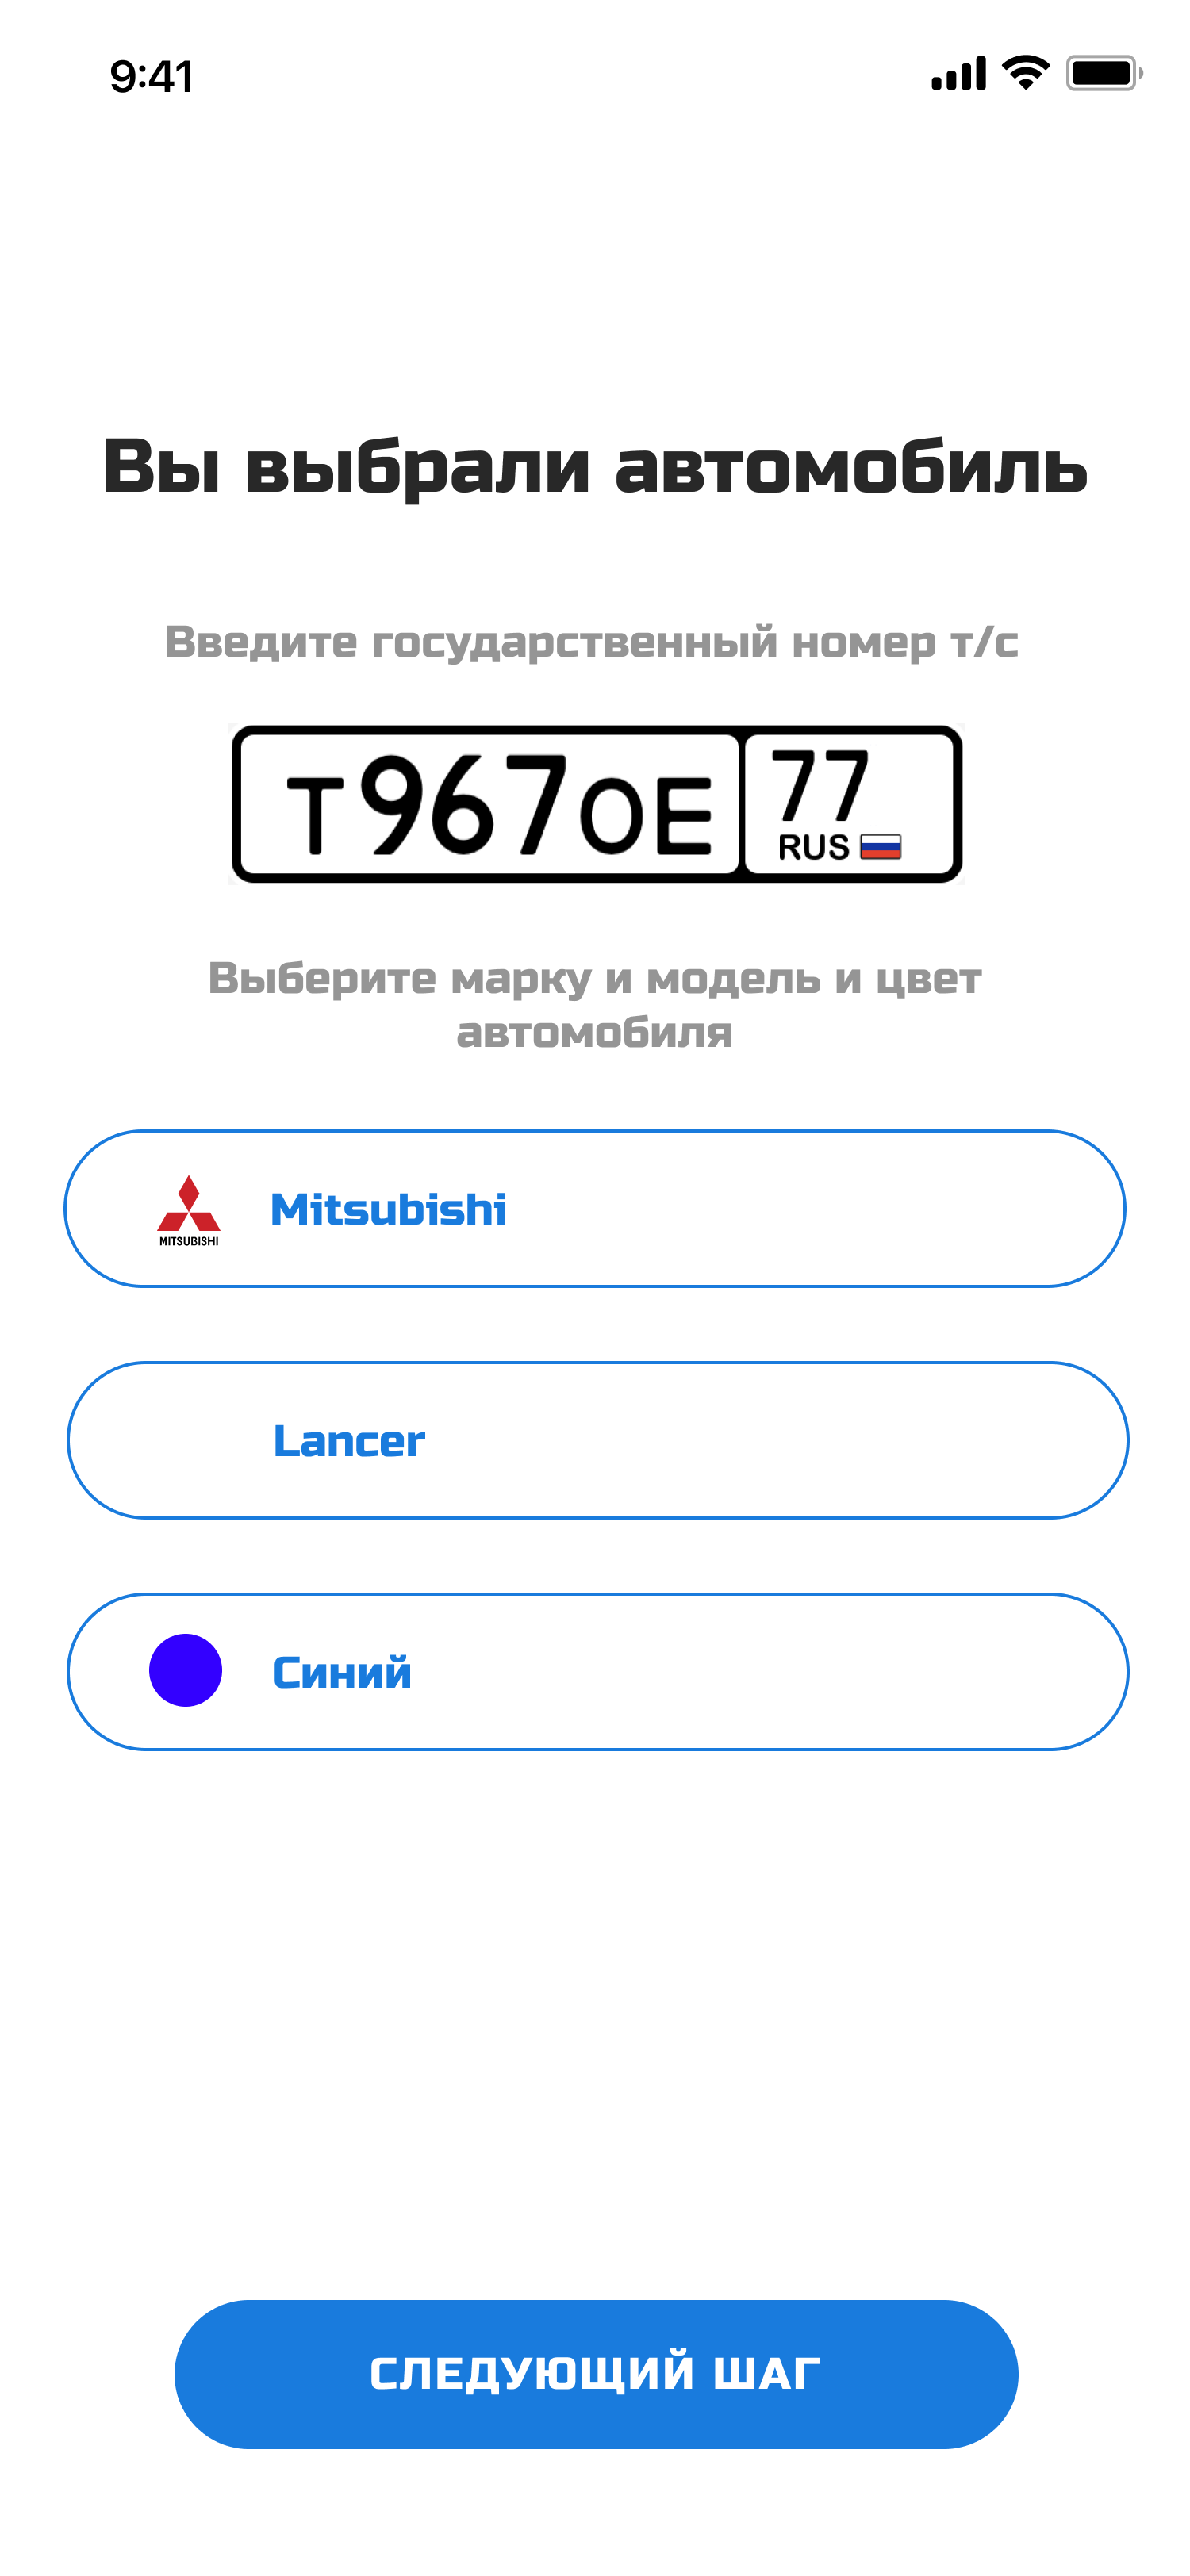 9:41
Вы выбрали автомобиль
Введите государственный номер т/с
Т967ОЕ 77
RUS
Выберите марку и модель и цвет
автомобиля
MITSUBISHI
Mitsubishi
Lancer
Синий
СЛЕДУЮЩИЙ ШАГ